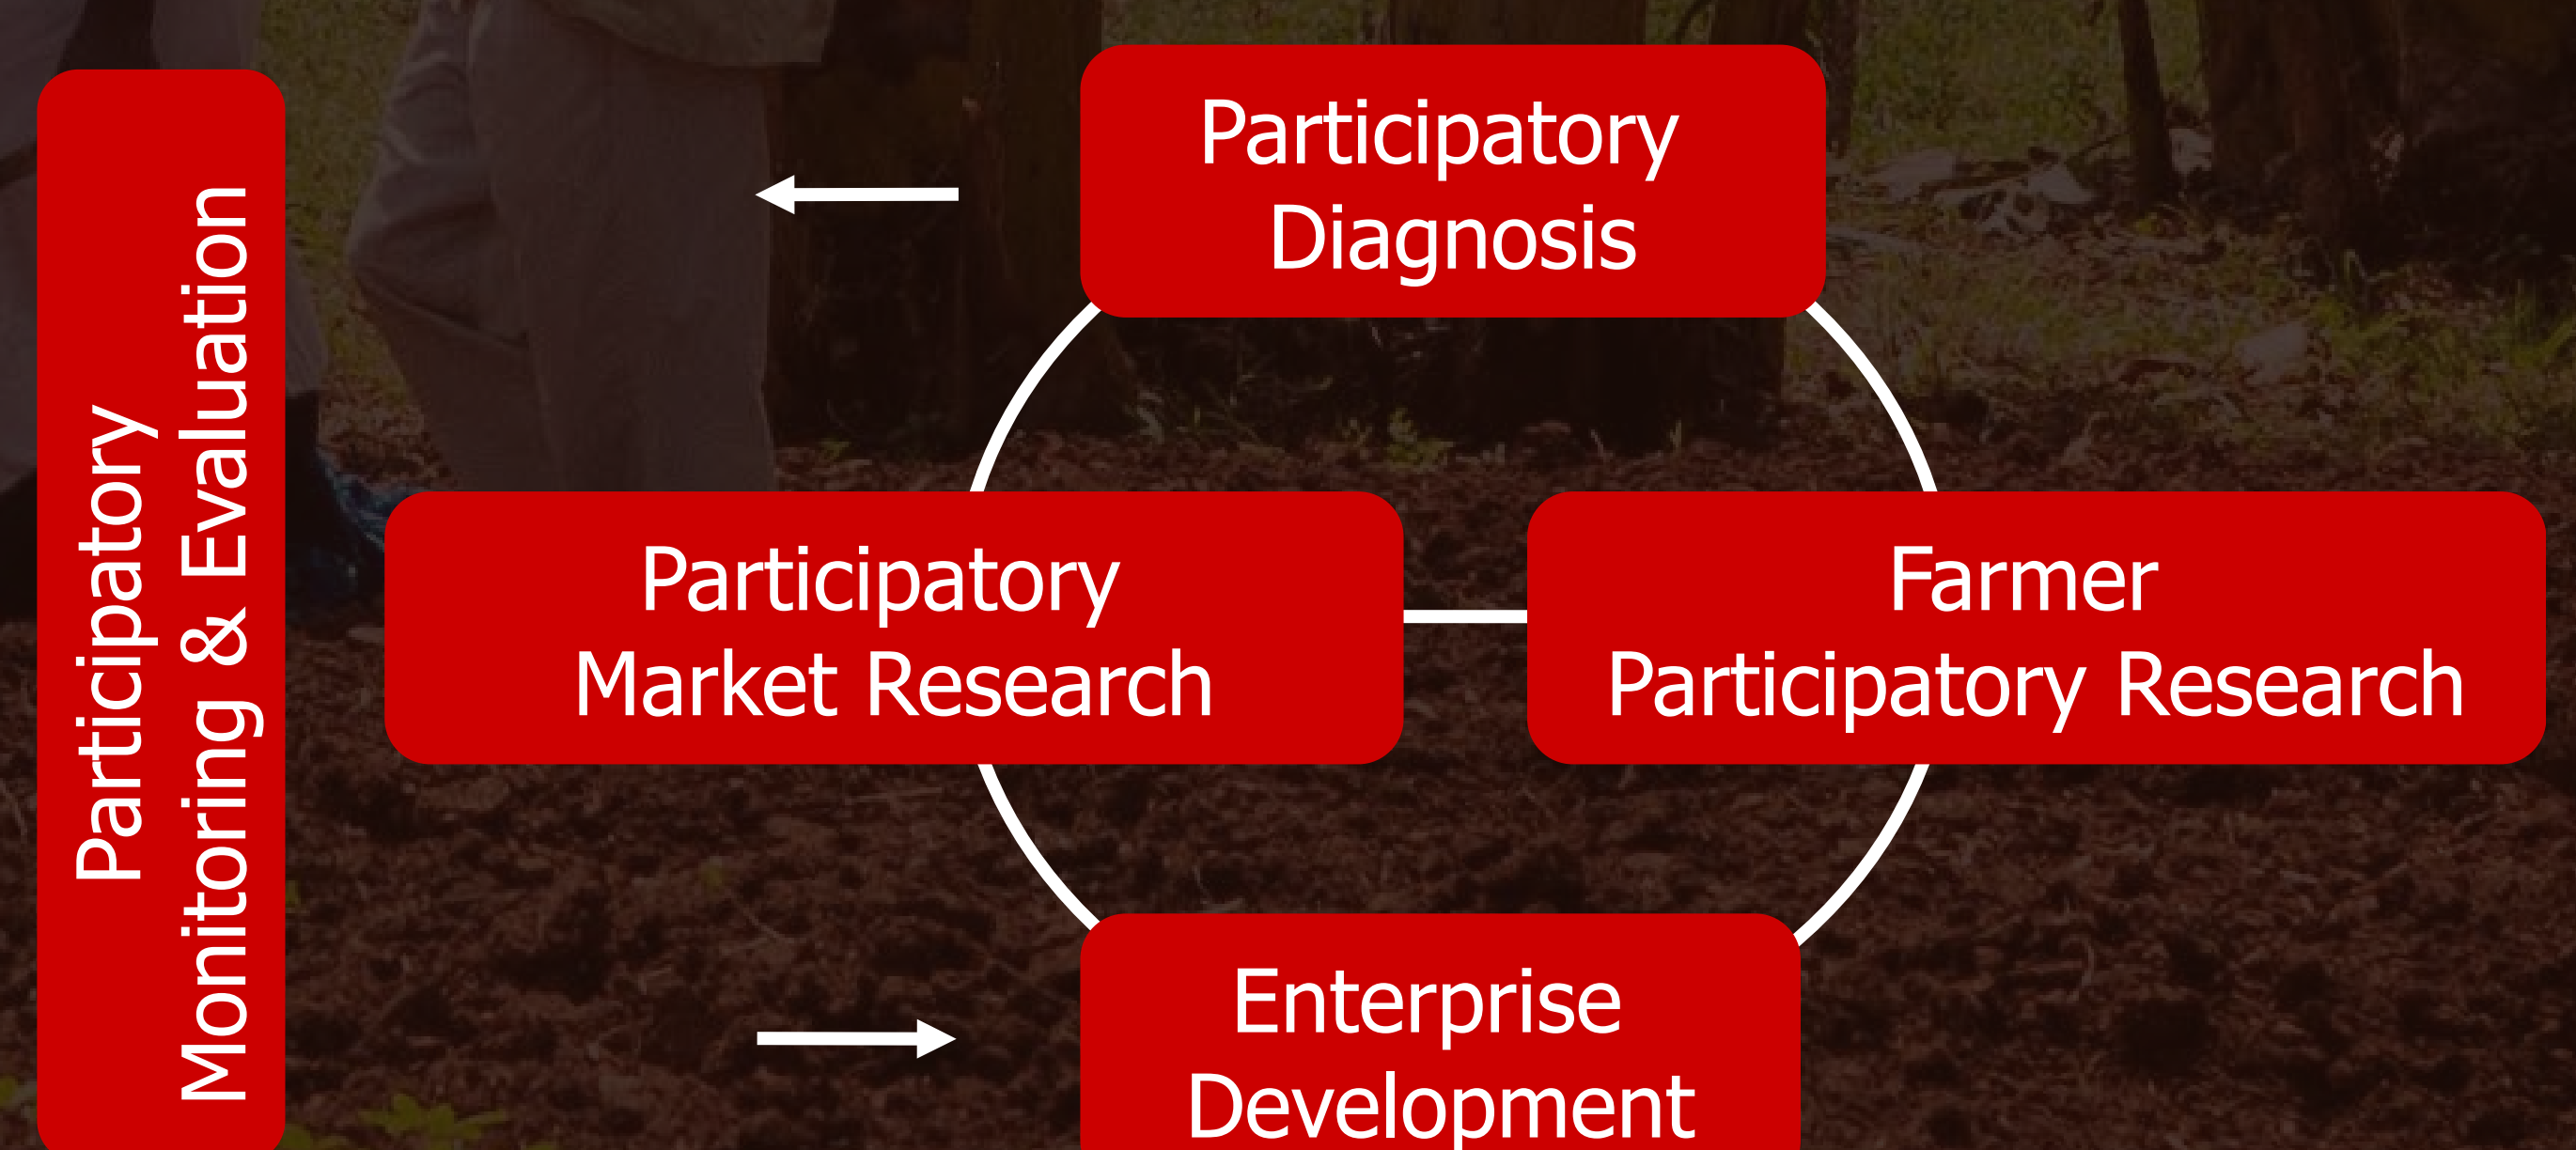 Participatory
Monitoring & Evaluation
Participatory
Diagnosis
Participatory
Market Research
Farmer
Participatory Research
Enterprise
Development